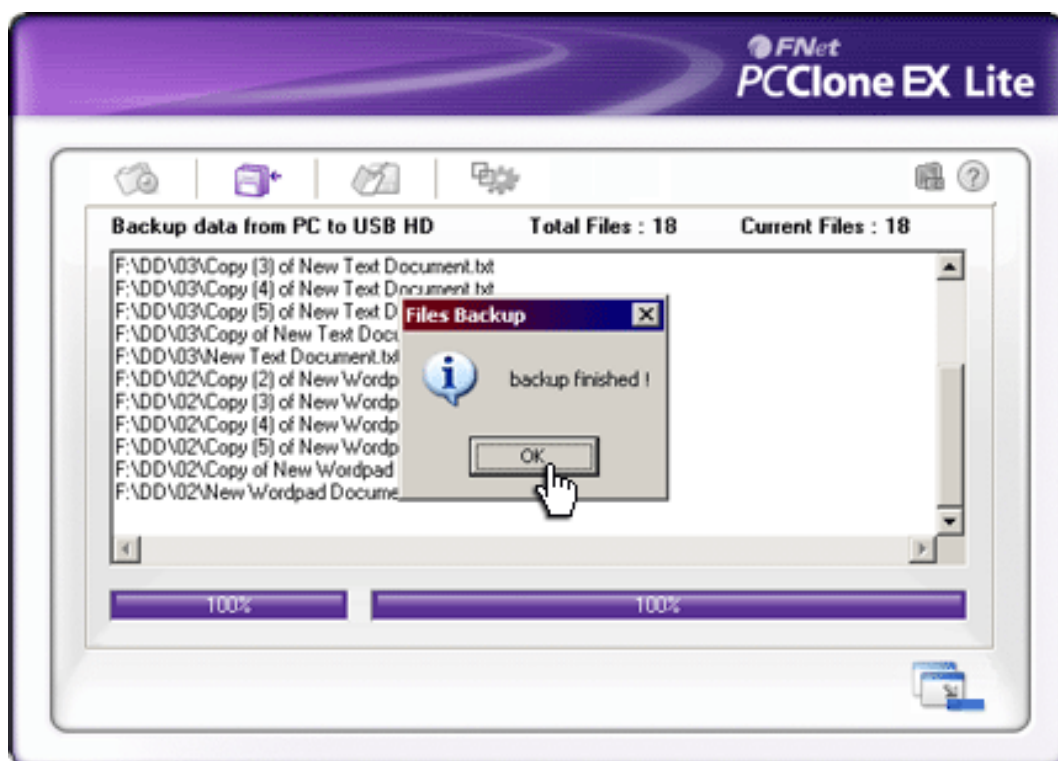 FNet
PCClone EX Lite
Backup data from PC to USB HD Total Files : 18 Current Files : 18
F:\DD\03\Copy (3) of New Text Document.txt
F:\DD\03\Copy (4) of New Text Document.txt
F:\DD\03\Copy (5) of New Text D
F:\DD\03\Copy of New Text Docu
F:\DD\03\New Text Document.txt
F:\DD\02\Copy (2) of New Wordp
F:\DD\02\Copy (3) of New Wordp
F:\DD\02\Copy (4) of New Wordp
F:\DD\02\Copy (5) of New Wordp
F:\DD\02\Copy of New Wordpad
F:\DD\02\New Wordpad Docume
Files Backup
backup finished !
OK
100% 100%